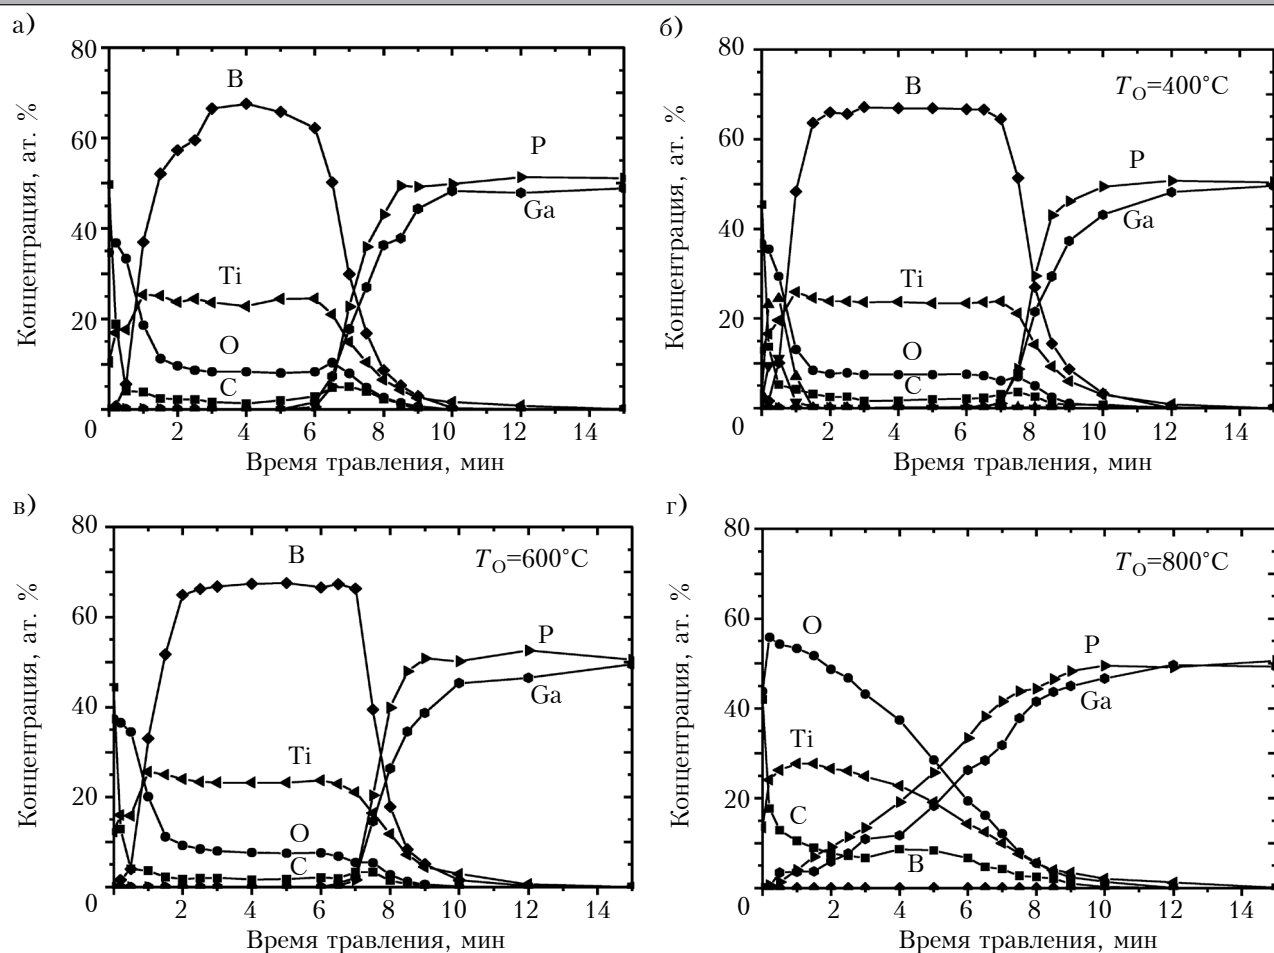 а)
80
60
40
20
0
2
4
6
8
10
12
14
Концентрация, ат. %
Время травления, мин
B
P
Ga
Ti
O
C
б)
T_O=400°C
80
60
40
20
0
2
4
6
8
10
12
14
Концентрация, ат. %
Время травления, мин
B
P
Ga
Ti
O
C
в)
T_O=600°C
80
60
40
20
0
2
4
6
8
10
12
14
Концентрация, ат. %
Время травления, мин
B
P
Ga
Ti
O
C
г)
T_O=800°C
80
60
40
20
0
2
4
6
8
10
12
14
Концентрация, ат. %
Время травления, мин
O
P
Ga
Ti
C
B